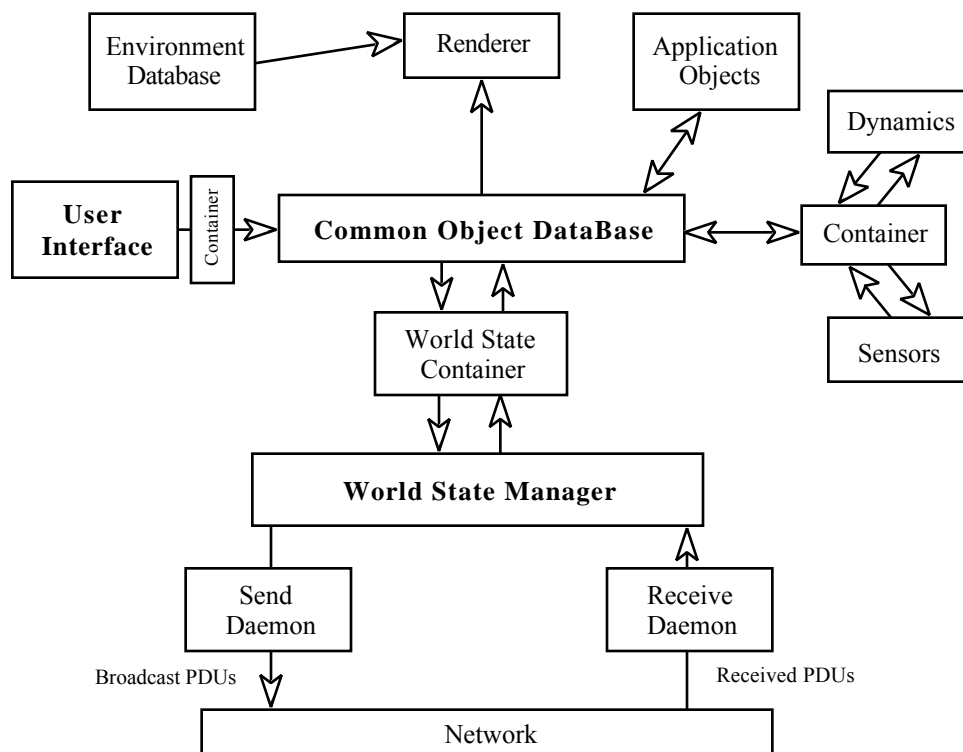 Environment
Database
Renderer
Application
Objects
Dynamics
User
Interface
Container
Common Object DataBase
Container
World State
Container
Sensors
World State Manager
Send
Daemon
Receive
Daemon
Broadcast PDUs
Received PDUs
Network